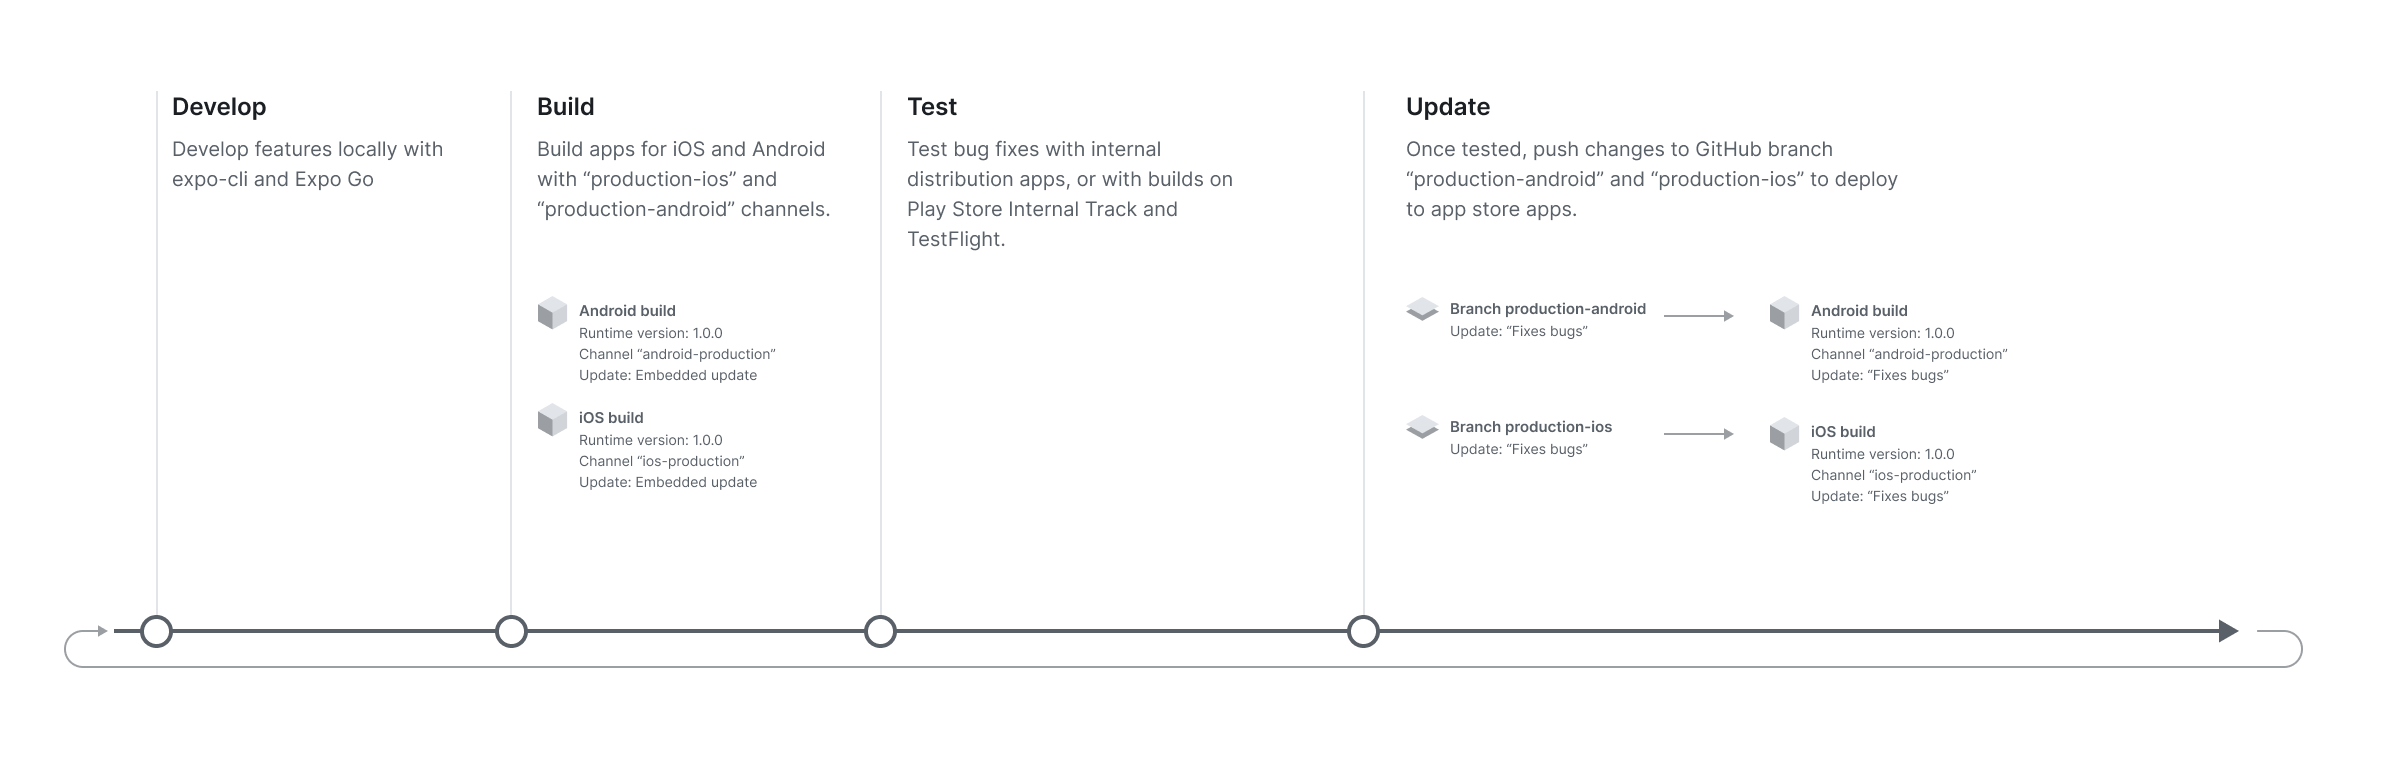 Develop
Develop features locally with
expo-cli and Expo Go
Build
Build apps for iOS and Android
with “production-ios” and
“production-android” channels.
Android build
Runtime version: 1.0.0
Channel “android-production”
Update: Embedded update
iOS build
Runtime version: 1.0.0
Channel “ios-production”
Update: Embedded update
Test
Test bug fixes with internal
distribution apps, or with builds on
Play Store Internal Track and
TestFlight.
Update
Once tested, push changes to GitHub branch
“production-android” and “production-ios” to deploy
to app store apps.
Branch production-android
Update: “Fixes bugs”
Android build
Runtime version: 1.0.0
Channel “android-production”
Update: “Fixes bugs”
Branch production-ios
Update: “Fixes bugs”
iOS build
Runtime version: 1.0.0
Channel “ios-production”
Update: “Fixes bugs”